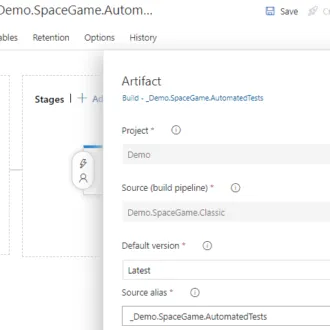 Demo.SpaceGame.Autom...
Save
ables Retention Options History
Stages | + Ad
Artifact
Build - _Demo.SpaceGame.AutomatedTests
Project *
Demo
Source (build pipeline) *
Demo.SpaceGame.Classic
Default version *
Latest
Source alias *
_Demo.SpaceGame.AutomatedTests